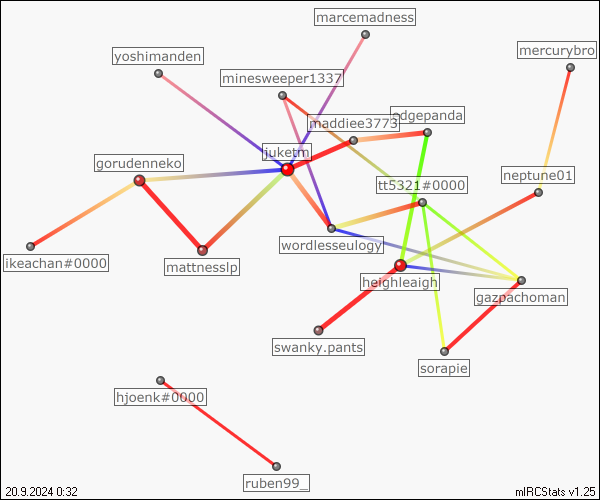 marcemadness
yoshimanden
mercurybro
minesweeper1337
maddiee3773
edgepanda
juketm
gorudenneko
tt5321#0000
neptune01
wordlesseulogy
ikeachan#0000
mattnesslp
heighleaigh
gazpachoman
swanky.pants
sorapie
hjoenk#0000
ruben99_
20.9.2024 0:32
mIRCStats v1.25